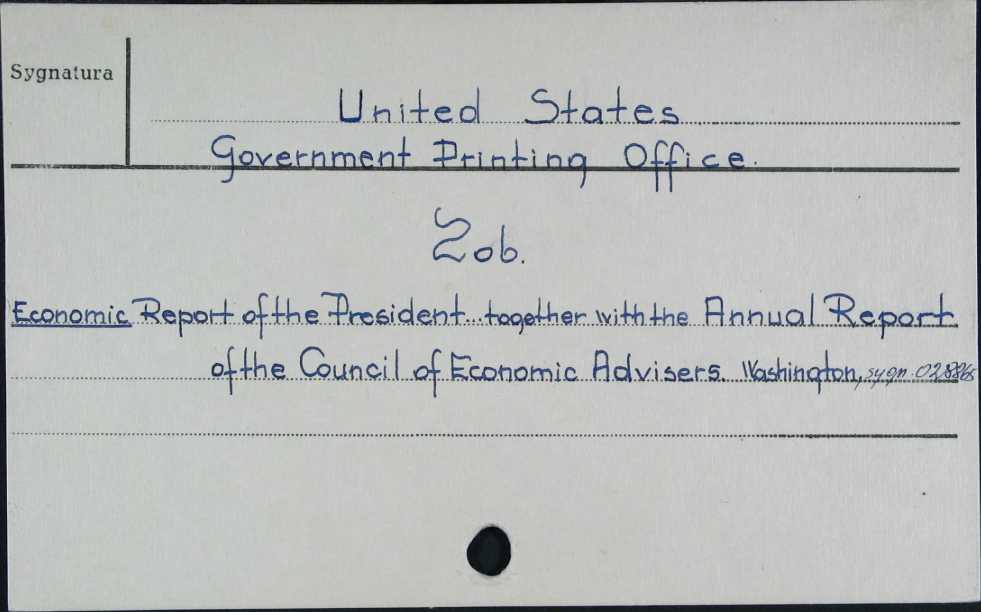 Sygnatura
United States
Government Printing Office.
Zob.
Economic Report of the President... together with the Annual Report
of the Council of Economic Advisers. Washington, sygn.